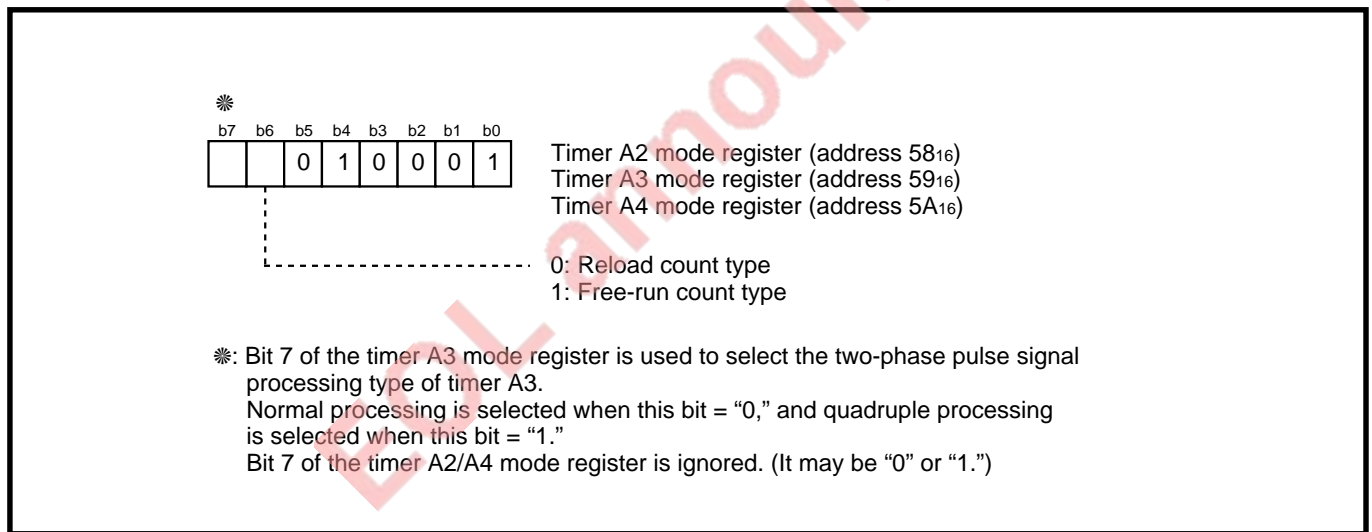 ※
b7 b6 b5 b4 b3 b2 b1 b0
0 1 0 0 0 1
Timer A2 mode register (address 5816)
Timer A3 mode register (address 5916)
Timer A4 mode register (address 5A16)
0: Reload count type
1: Free-run count type
※: Bit 7 of the timer A3 mode register is used to select the two-phase pulse signal
processing type of timer A3.
Normal processing is selected when this bit = “0,” and quadruple processing
is selected when this bit = “1.”
Bit 7 of the timer A2/A4 mode register is ignored. (It may be “0” or “1.”)
EOL announ